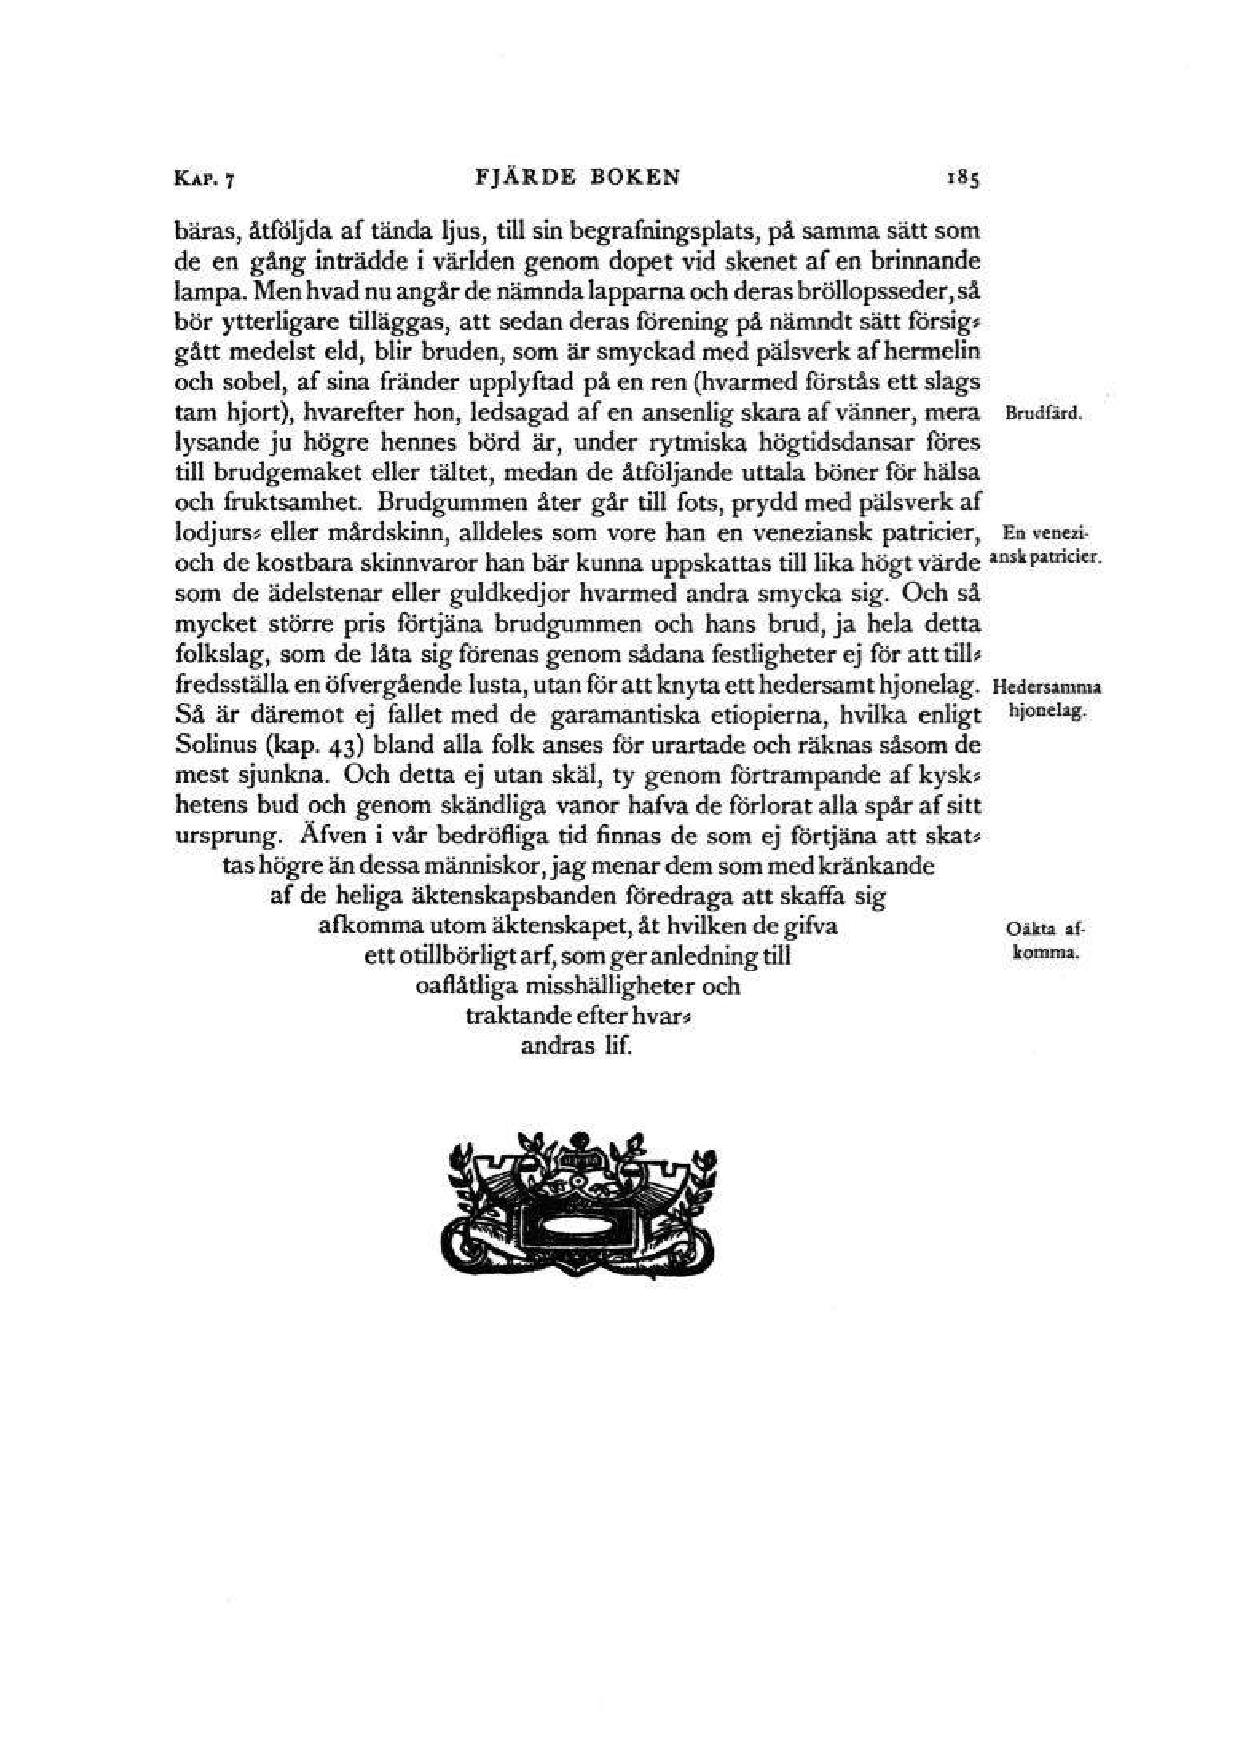 KAP. 7 FJÄRDE BOKEN 185
bäras, åtföljda af tända ljus, till sin begrafningsplats, på samma sätt som
de en gång inträdde i världen genom dopet vid skenet af en brinnande
lampa. Men hvad nu angår de nämnda lapparna och deras bröllopsseder, så
bör ytterligare tilläggas, att sedan deras förening på nämndt sätt försig⸗
gått medelst eld, blir bruden, som är smyckad med pälsverk af hermelin
och sobel, af sina fränder upplyftad på en ren (hvarmed förstås ett slags
tam hjort), hvarefter hon, ledsagad af en ansenlig skara af vänner, mera Brudfärd.
lysande ju högre hennes börd är, under rytmiska högtidsdansar föres
till brudgemaket eller tältet, medan de åtföljande uttala böner för hälsa
och fruktsamhet. Brudgummen åter går till fots, prydd med pälsverk af
lodjurs⸗ eller mårdskinn, alldeles som vore han en veneziansk patricier, En venezi-
och de kostbara skinnvaror han bär kunna uppskattas till lika högt värde ansk patricier.
som de ädelstenar eller guldkedjor hvarmed andra smycka sig. Och så
mycket större pris förtjäna brudgummen och hans brud, ja hela detta
folkslag, som de låta sig förenas genom sådana festligheter ej för att till⸗
fredsställa en öfvergående lusta, utan för att knyta ett hedersamt hjonelag. Hedersamma
Så är däremot ej fallet med de garamantiska etiopierna, hvilka enligt hjonelag.
Solinus (kap. 43) bland alla folk anses för urartade och räknas såsom de
mest sjunkna. Och detta ej utan skäl, ty genom förtrampande af kysk⸗
hetens bud och genom skändliga vanor hafva de förlorat alla spår af sitt
ursprung. Äfven i vår bedröfliga tid finnas de som ej förtjäna att skat⸗
tas högre än dessa människor, jag menar dem som med kränkande
af de heliga äktenskapsbanden föredraga att skaffa sig
afkomma utom äktenskapet, åt hvilken de gifva Oäkta af-
ett otillbörligt arf, som ger anledning till komma.
oaflåtliga misshälligheter och
traktande efter hvar⸗
andras lif.